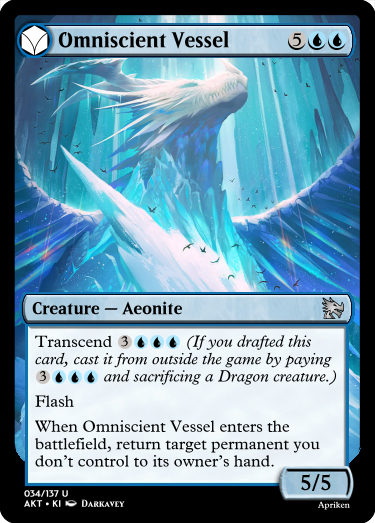 Omniscient Vessel 5
Creature — Aeonite
Transcend 3 (If you drafted this
card, cast it from outside the game by paying
3 and sacrificing a Dragon creature.)
Flash
When Omniscient Vessel enters the
battlefield, return target permanent you
don't control to its owner's hand.
5/5
034/137 U
AKT • KI Darkavey
Apriken